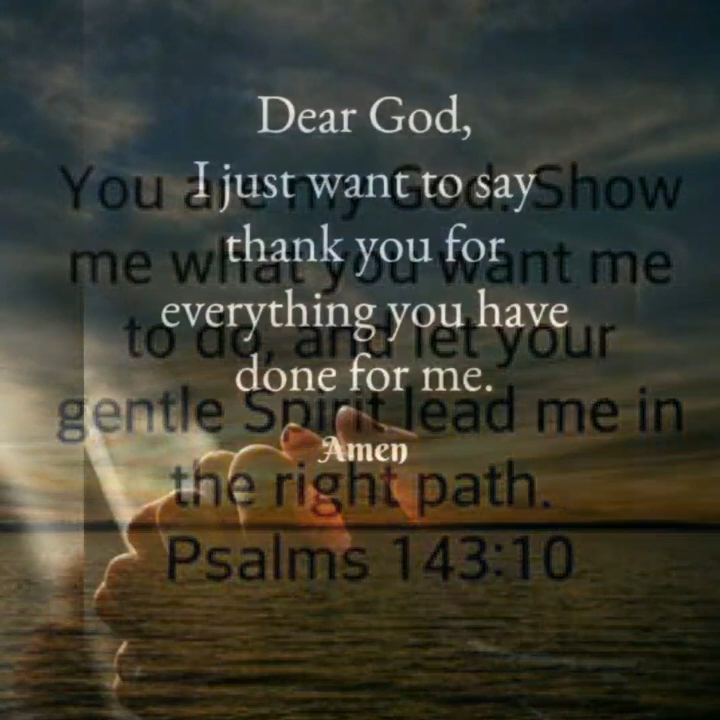 Dear God,
I just want to say
thank you for
everything you have
done for me.
Amen
You are my God. Show
me what you want me
to do, and let your
gentle Spirit lead me in
the right path.
Psalms 143:10